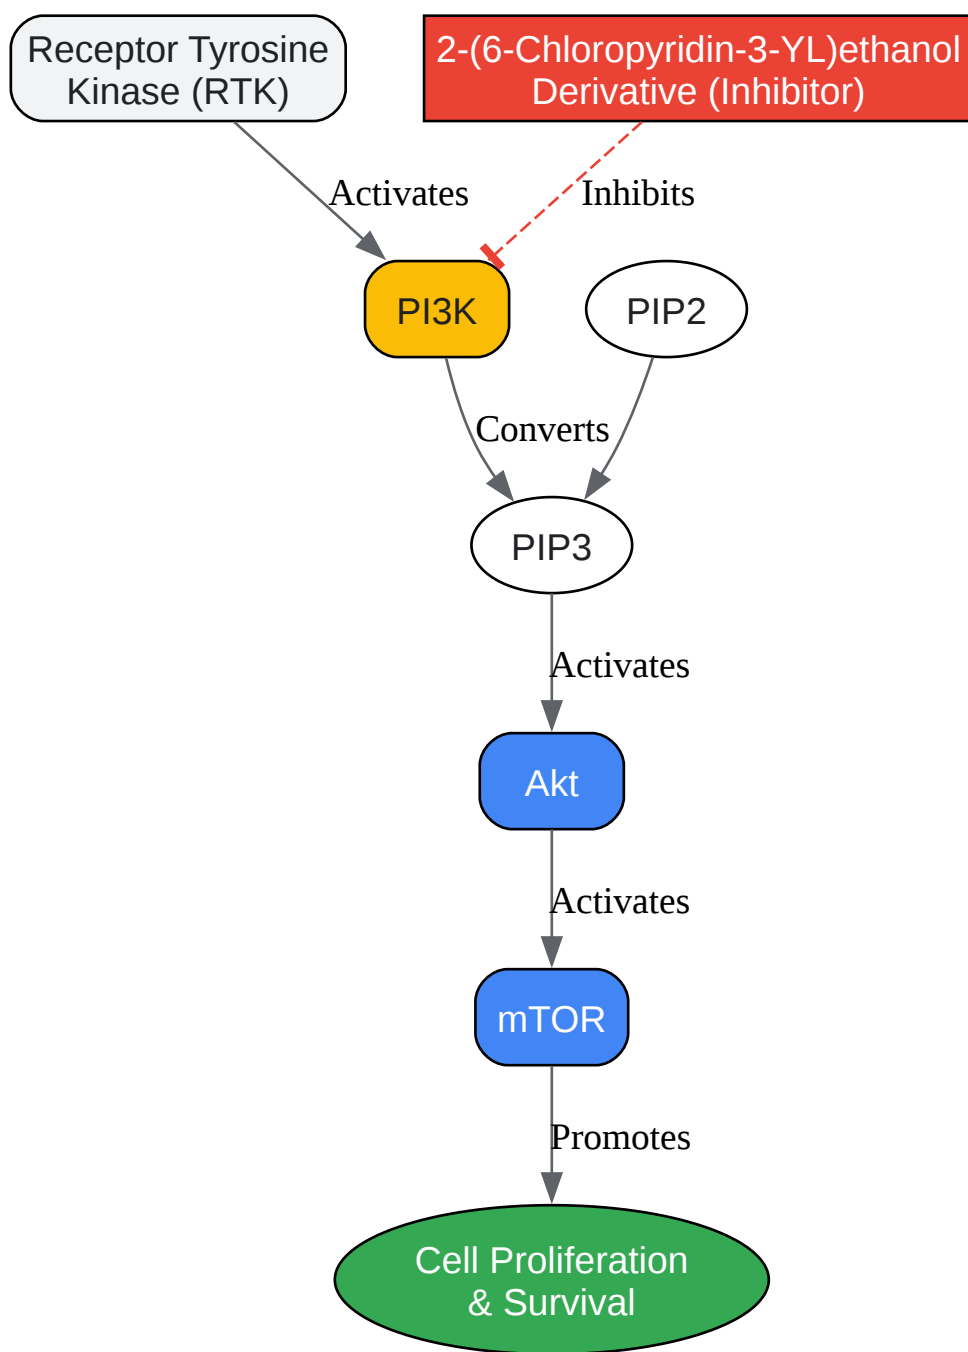 Receptor Tyrosine
Kinase (RTK)
2-(6-Chloropyridin-3-YL)ethanol
Derivative (Inhibitor)
Activates
Inhibits
PI3K
PIP2
Converts
PIP3
Activates
Akt
Activates
mTOR
Promotes
Cell Proliferation
& Survival